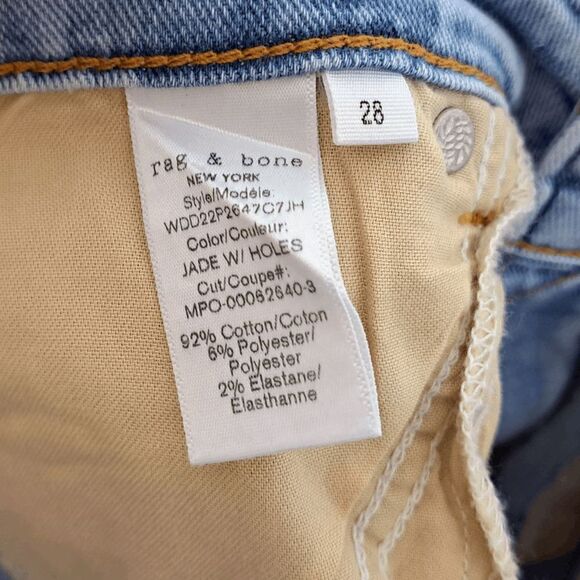 rag & bone
NEW YORK
Style/Modèle:
WDD22P2647C7JH
Color/Couleur:
JADE W/ HOLES
Cut/Coupe#:
MPO-00062640-3
92% Cotton/Coton
6% Polyester/
Polyester
2% Elastane/
Elasthanne
28